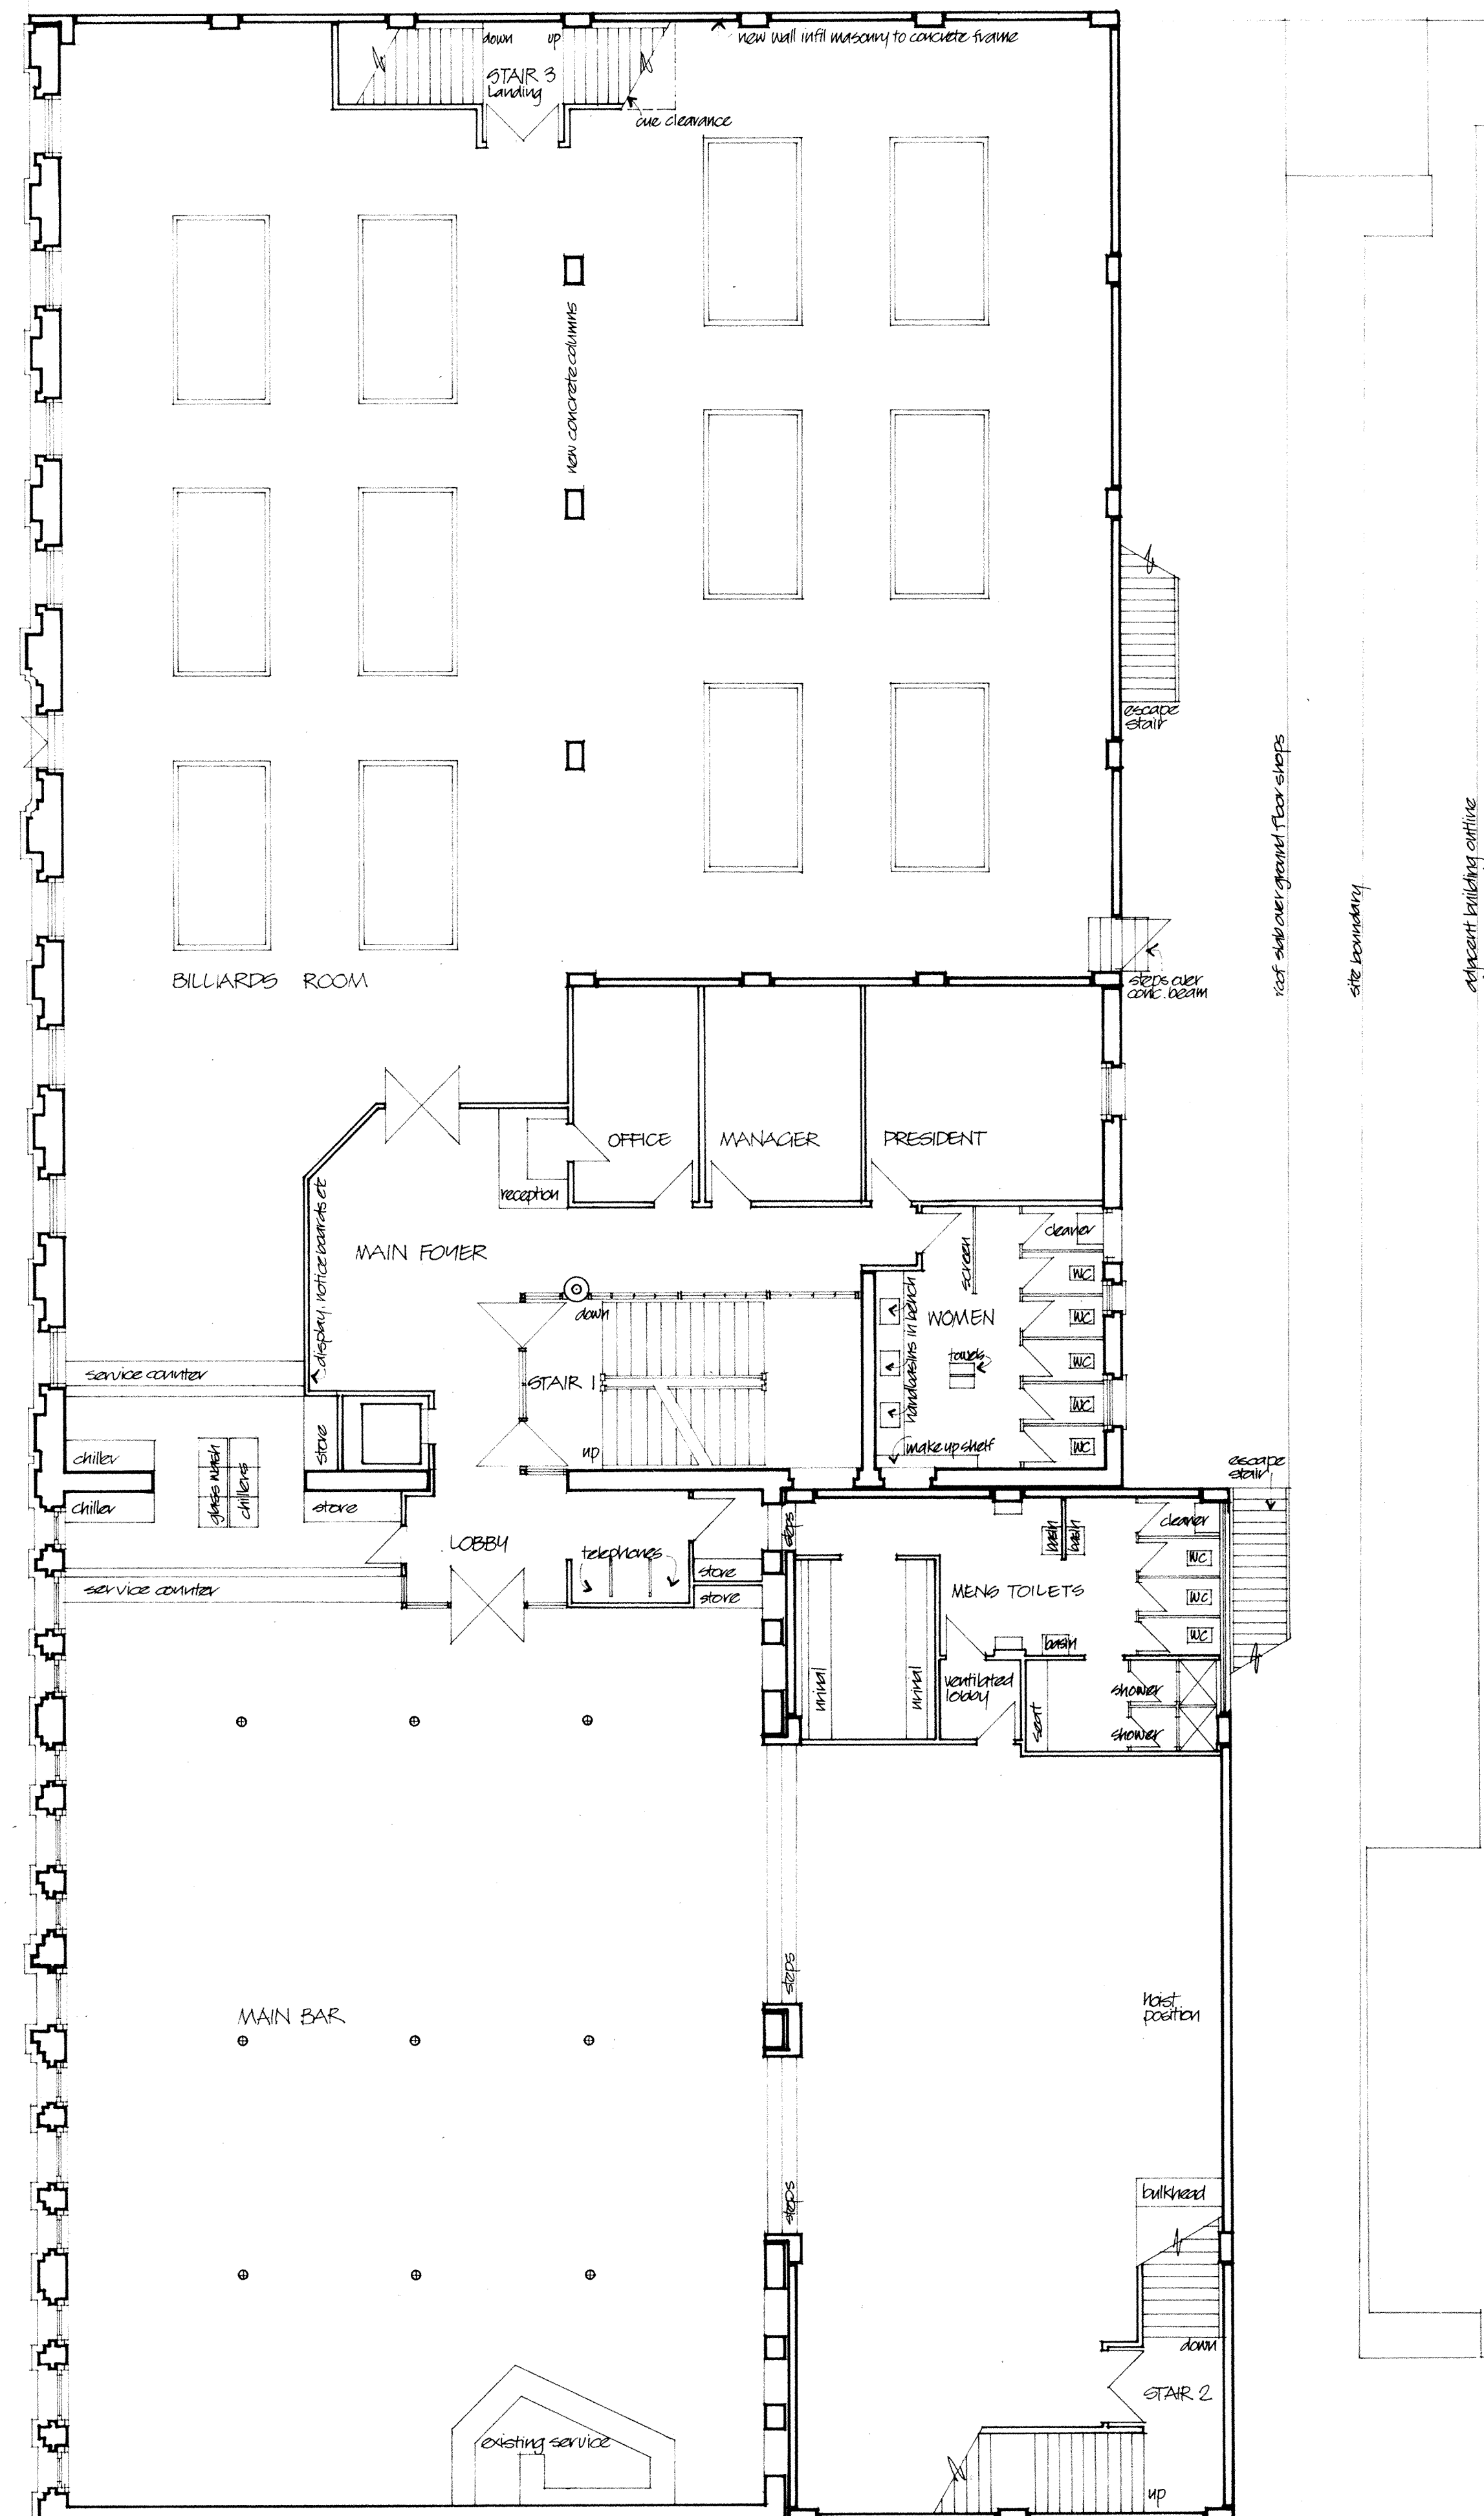 down
up
new wall infil masonry to concrete frame
STAIR 3
Landing
cue clearance
new concrete columns
escape
stair
roof slab over ground floor shops
site boundary
adjacent building outline
BILLIARDS ROOM
steps over
conc. beam
OFFICE
MANAGER
PRESIDENT
reception
display, notice boards etc
MAIN FOYER
cleaner
screen
WC
down
handbasins in bench
WOMEN
WC
towels
WC
service counter
STAIR 1
WC
store
up
make up shelf
WC
chiller
glass wash
chillers
escape
stair
chiller
store
steps
cleaner
LOBBY
telephones
basin
basin
WC
store
service counter
store
MENS TOILETS
WC
WC
basin
urinal
urinal
ventilated
lobby
seat
shower
shower
steps
MAIN BAR
hoist
position
steps
bulkhead
down
STAIR 2
existing service
up